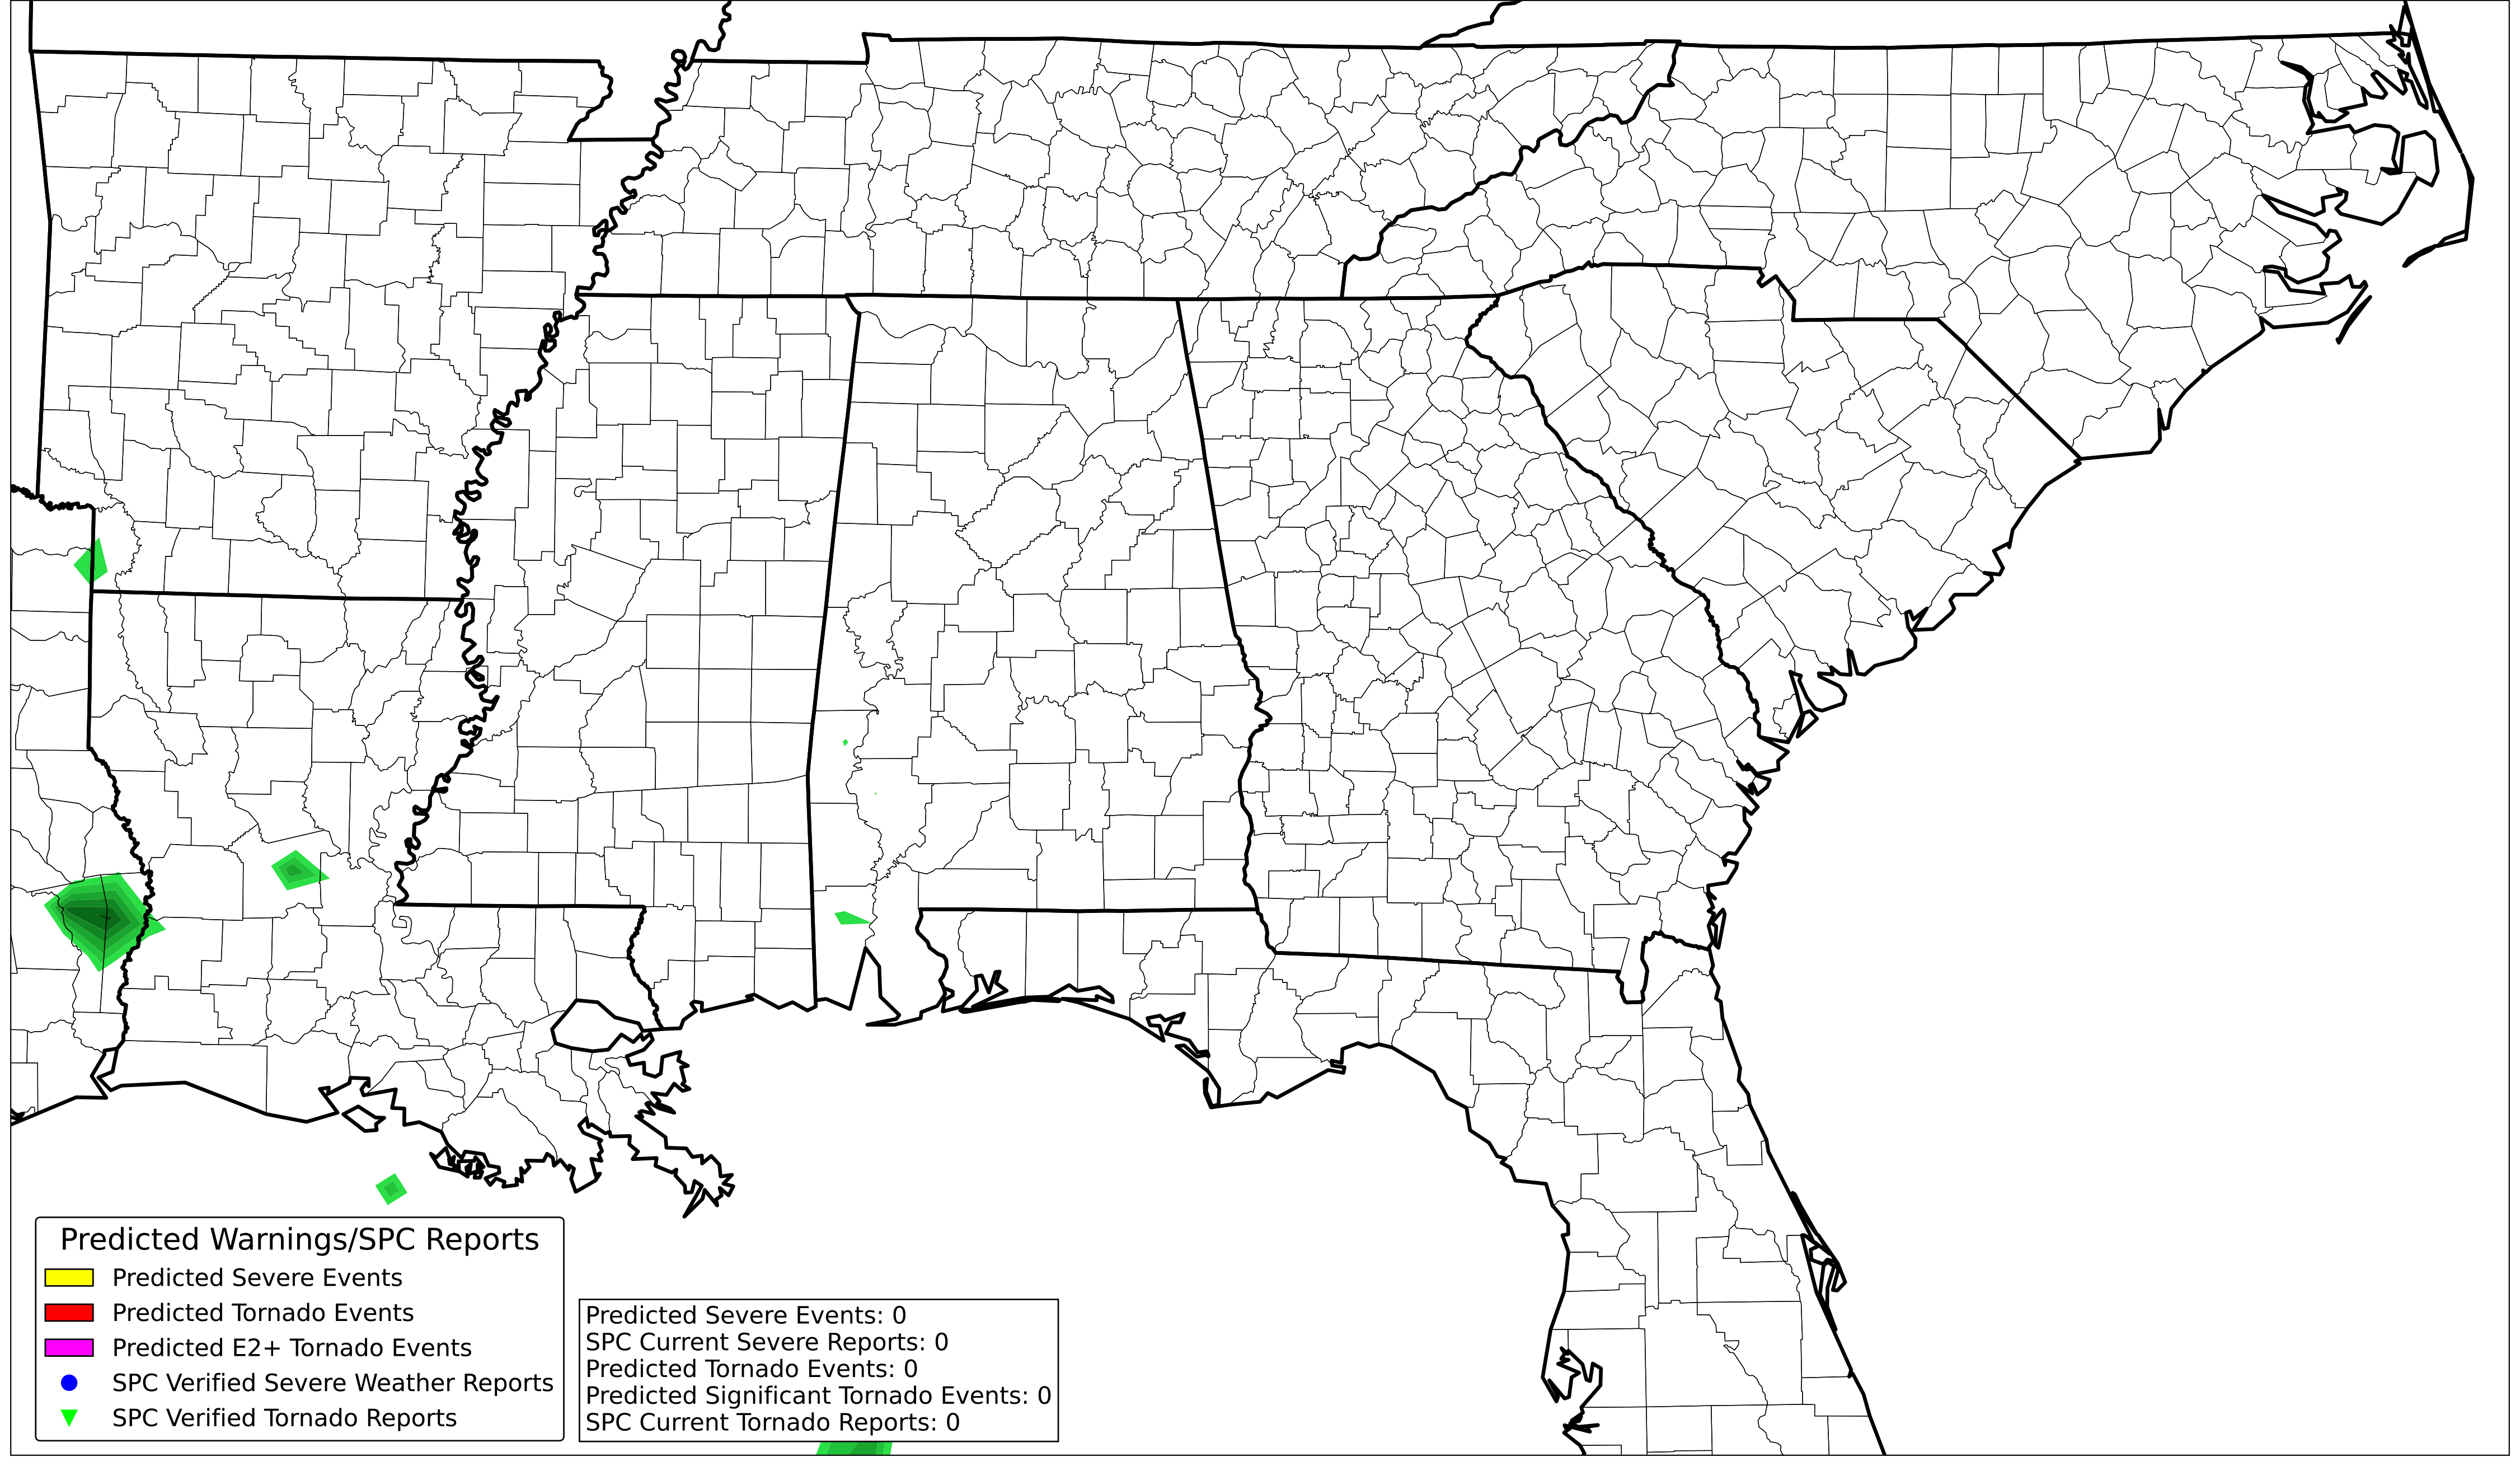 Predicted Warnings/SPC Reports
Predicted Severe Events
Predicted Tornado Events
Predicted E2+ Tornado Events
SPC Verified Severe Weather Reports
SPC Verified Tornado Reports
Predicted Severe Events: 0
SPC Current Severe Reports: 0
Predicted Tornado Events: 0
Predicted Significant Tornado Events: 0
SPC Current Tornado Reports: 0